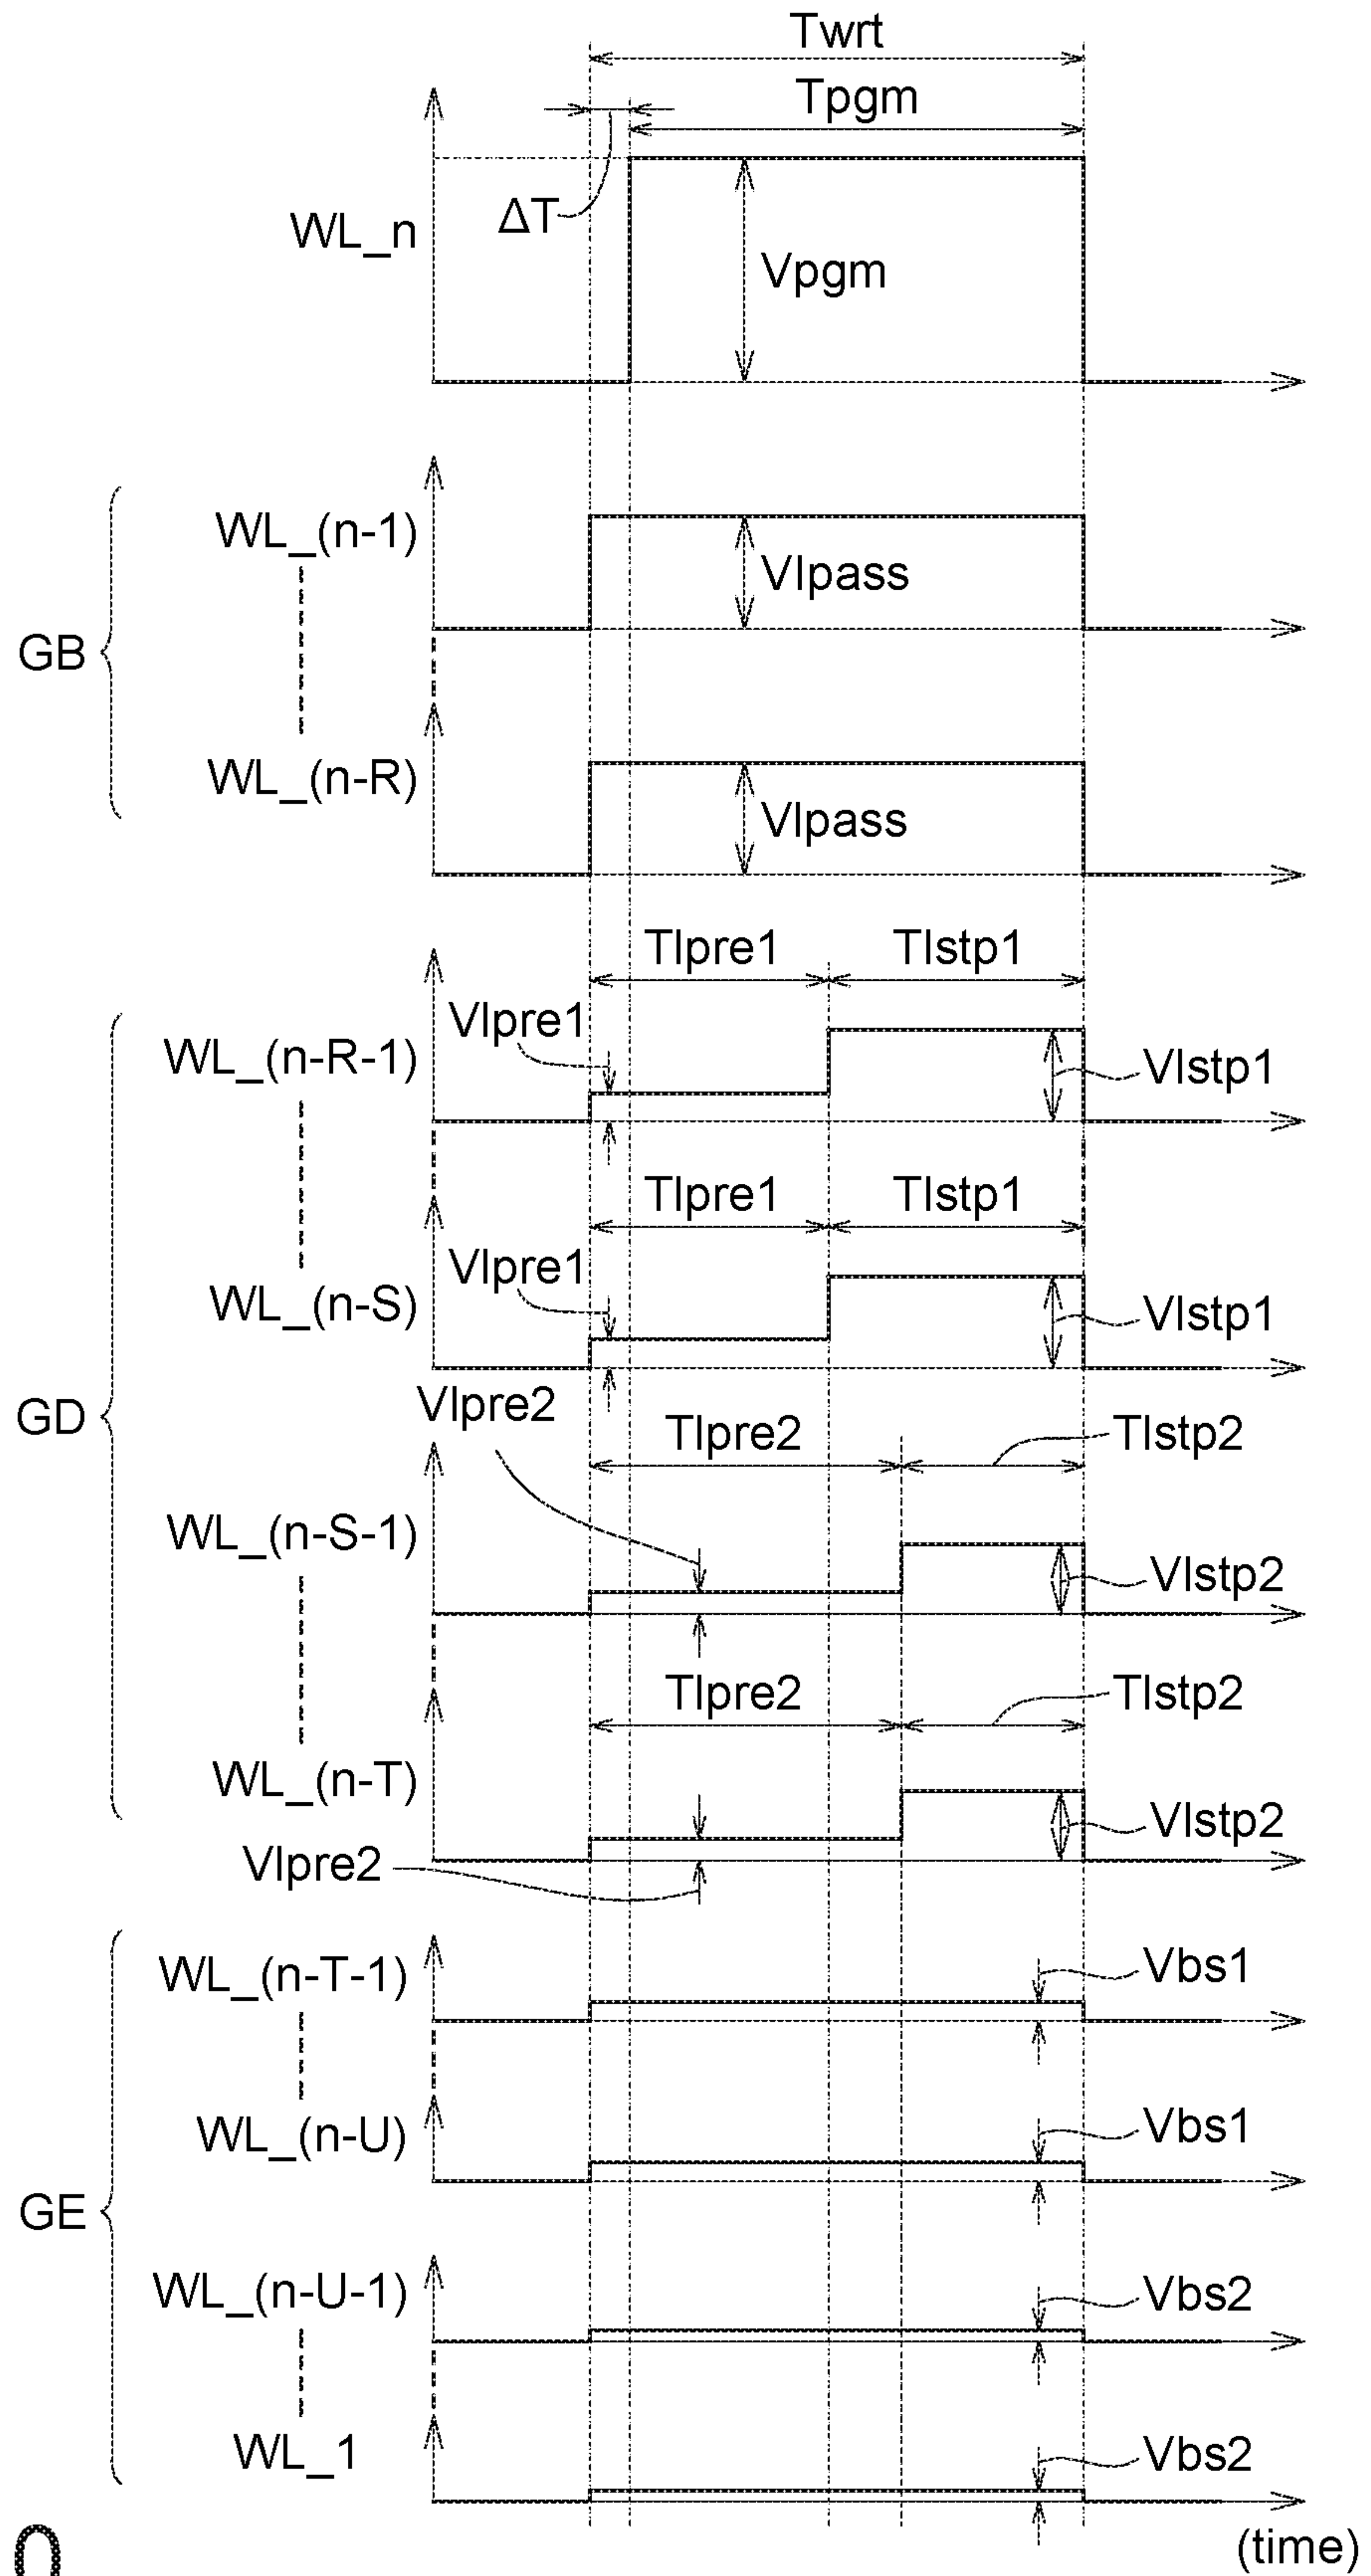 Twrt
Tpgm
ΔT
WL_n
Vpgm
GB
WL_(n-1)
Vlpass
WL_(n-R)
Vlpass
GD
Tlpre1
Tlstp1
Vlpre1
WL_(n-R-1)
Vlstp1
Tlpre1
Tlstp1
Vlpre1
WL_(n-S)
Vlstp1
Vlpre2
Tlpre2
Tlstp2
WL_(n-S-1)
Vlstp2
Tlpre2
Tlstp2
WL_(n-T)
Vlstp2
Vlpre2
GE
WL_(n-T-1)
Vbs1
WL_(n-U)
Vbs1
WL_(n-U-1)
Vbs2
WL_1
Vbs2
(time)